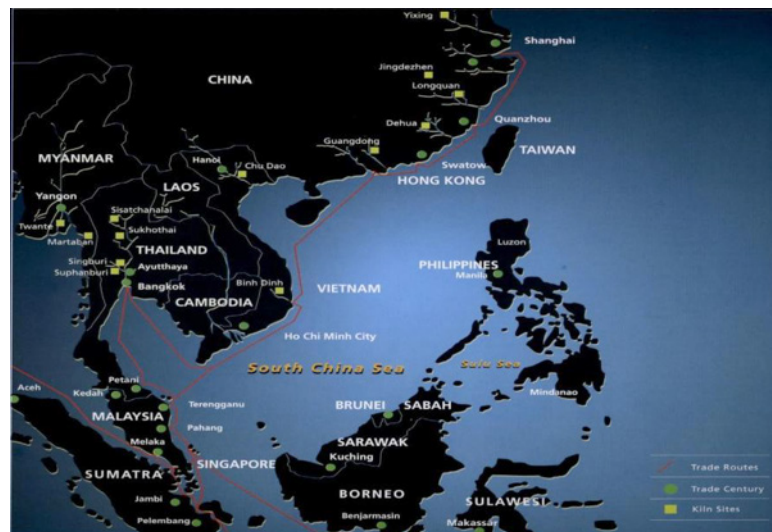 Yixing
Shanghai
Jingdezhen
CHINA
Longquan
Quanzhou
Dehua
Guangdong
TAIWAN
MYANMAR
Hanoi
Chu Dao
Swatow
HONG KONG
LAOS
Yangon
Sisatchanalai
Twante
Sukhothai
Martaban
Luzon
THAILAND
Singburi
Suphanburi
Ayutthaya
PHILIPPINES
Manila
Bangkok
Binh Dinh
VIETNAM
CAMBODIA
Ho Chi Minh City
South China Sea
Sulu Sea
Petani
Aceh
Kedah
Mindanao
Terengganu
BRUNEI
SABAH
MALAYSIA
Pahang
Melaka
SARAWAK
Kuching
SINGAPORE
SUMATRA
Trade Routes
Trade Century
Kiln Sites
BORNEO
SULAWESI
Jambi
Pelembang
Benjarmasin
Makassar